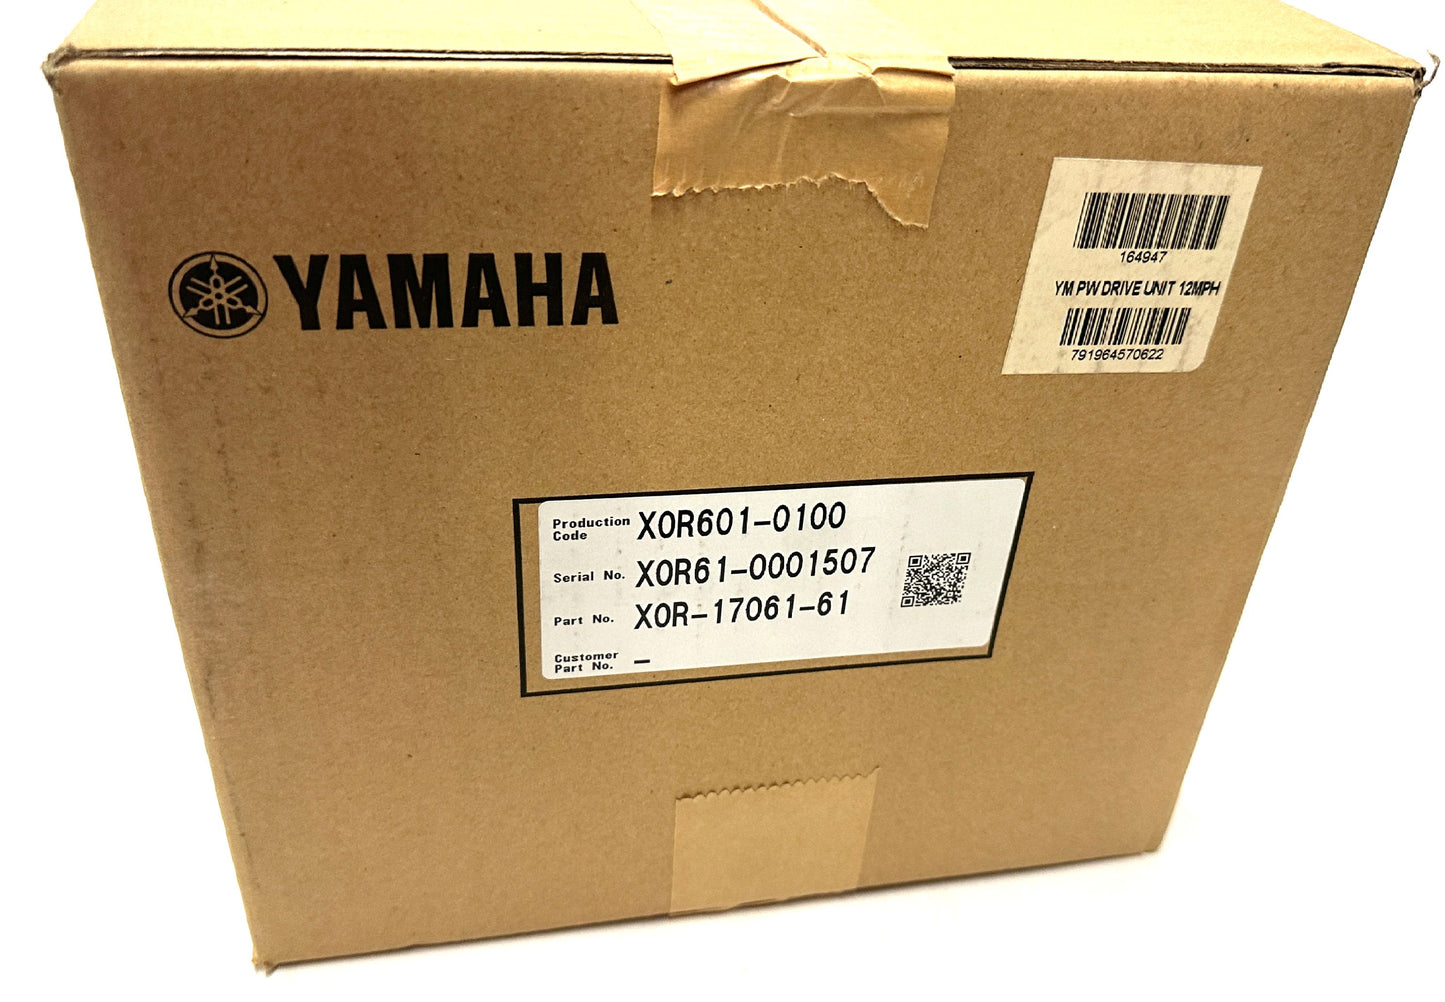 YAMAHA
164947
YM PW DRIVE UNIT 12MPH
791964570622
Production Code X0R601-0100
Serial No. X0R61-0001507
Part No. X0R-17061-61
Customer Part No. –